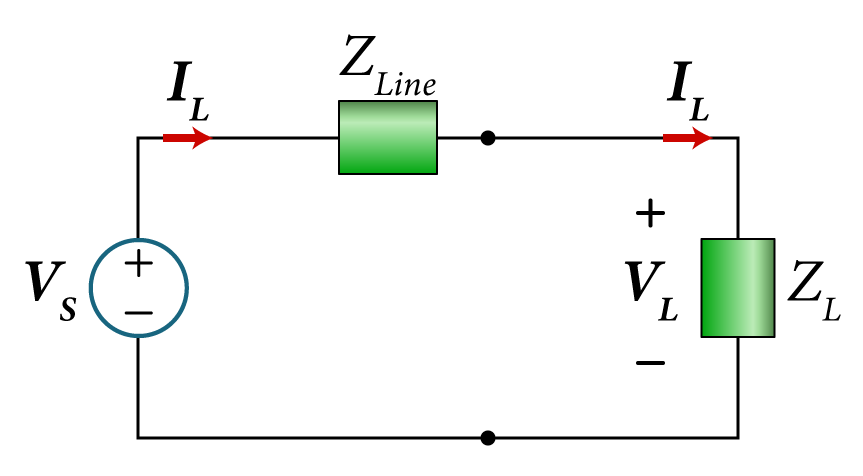 I_L
Z_Line
I_L
+
V_S
+
−
V_L
Z_L
−